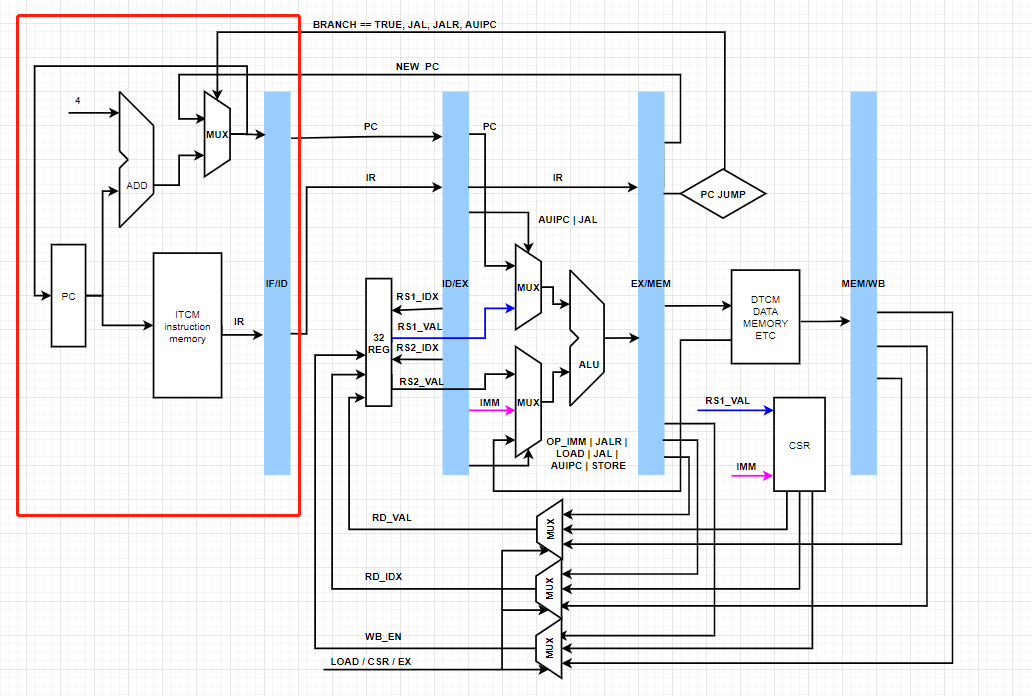 BRANCH == TRUE, JAL, JALR, AUIPC
NEW PC
4
MUX
PC
PC
ADD
IR
IR
PC JUMP
AUIPC | JAL
PC
ITCM
instruction
memory
IR
IF/ID
ID/EX
EX/MEM
MEM/WB
RS1_IDX
RS1_VAL
RS2_IDX
RS2_VAL
32
REG
MUX
MUX
IMM
ALU
DTCM
DATA
MEMORY
ETC
OP_IMM | JALR |
LOAD | JAL |
AUIPC | STORE
RS1_VAL
IMM
CSR
RD_VAL
MUX
RD_IDX
MUX
WB_EN
MUX
LOAD / CSR / EX